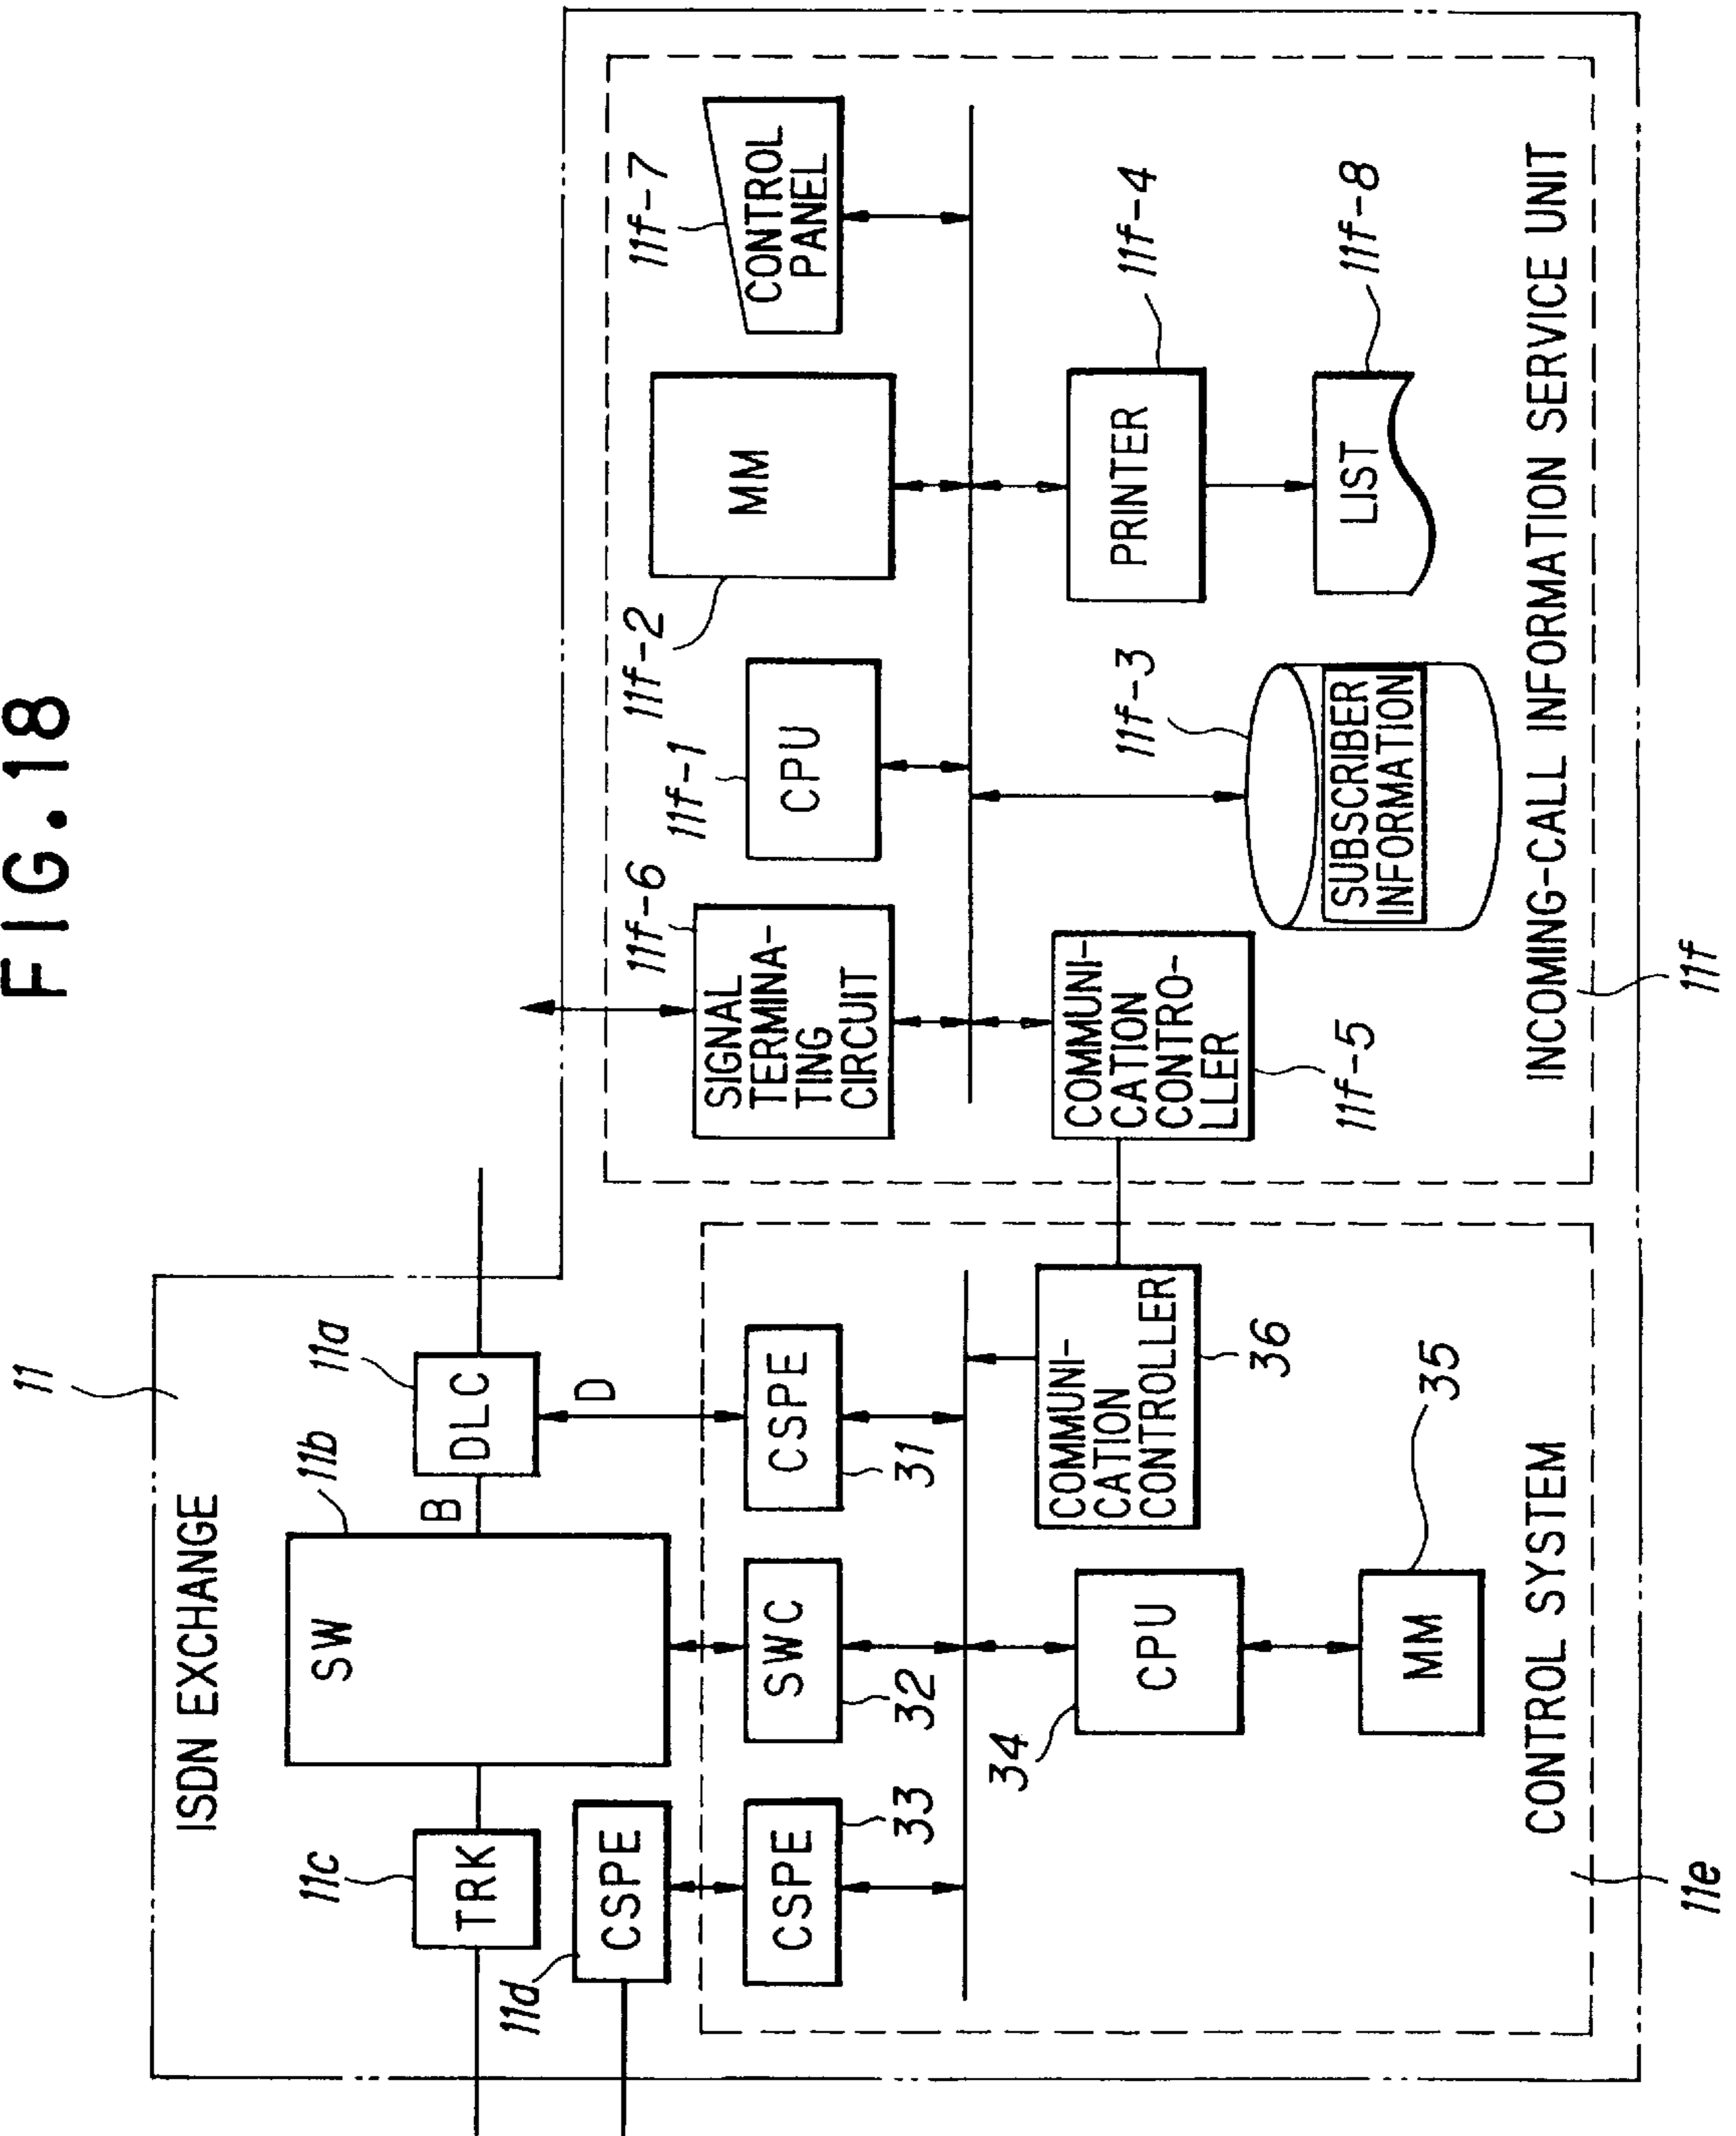 FIG.18
11
ISDN EXCHANGE
11c
TRK
11b
SW
B
11a
DLC
D
11d
CSPE
CSPE
33
SWC
32
CSPE
31
34
CPU
MM
35
COMMUNI-
CATION
CONTROLLER
36
CONTROL SYSTEM
11e
11f-6
SIGNAL
TERMINA-
TING
CIRCUIT
11f-1
CPU
11f-2
MM
11f-7
CONTROL
PANEL
COMMUNI-
CATION
CONTRO-
LLER
11f-5
11f-3
SUBSCRIBER
INFORMATION
PRINTER
11f-4
LIST
11f-8
INCOMING-CALL INFORMATION SERVICE UNIT
11f